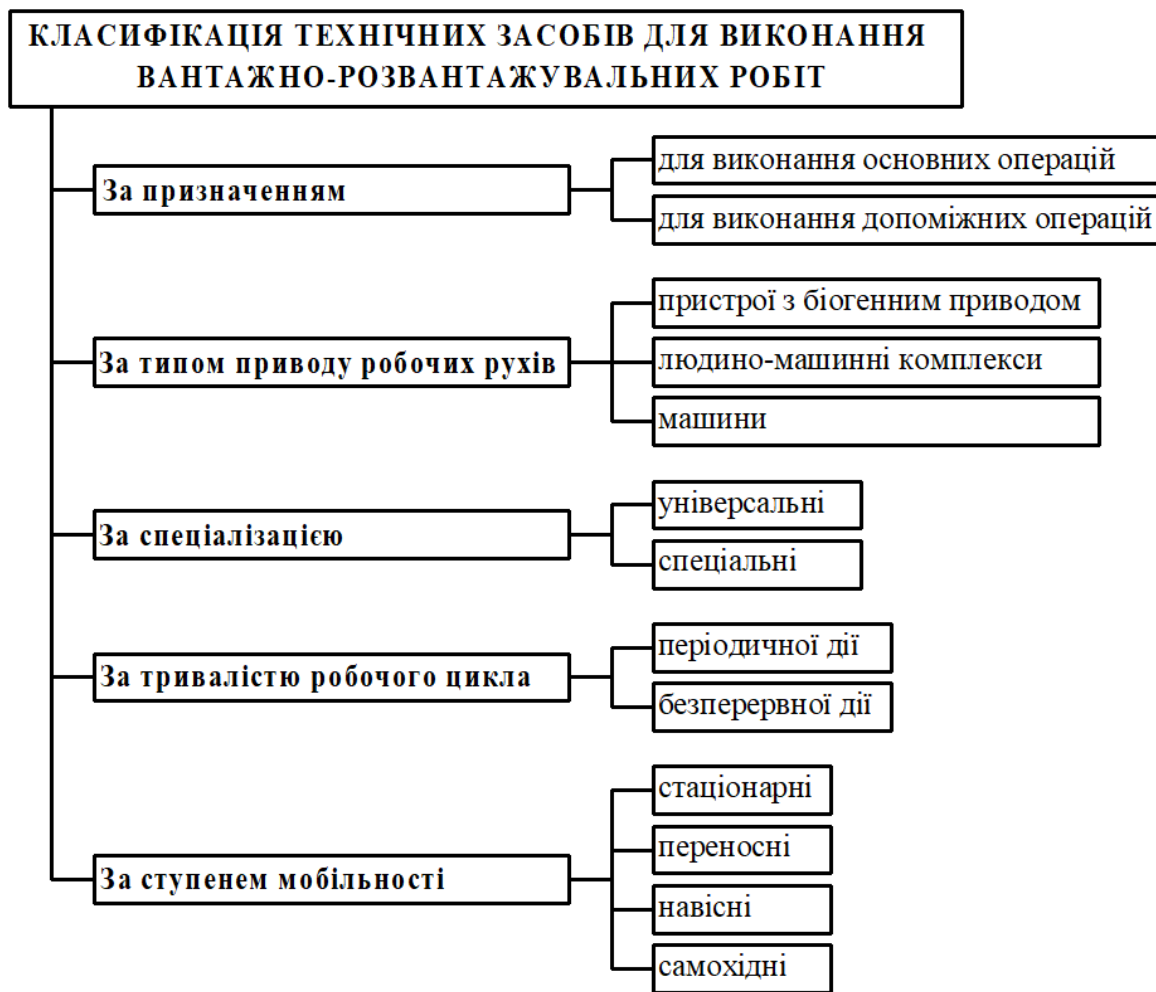 КЛАСИФІКАЦІЯ ТЕХНІЧНИХ ЗАСОБІВ ДЛЯ ВИКОНАННЯ
ВАНТАЖНО-РОЗВАНТАЖУВАЛЬНИХ РОБІТ
За призначенням
для виконання основних операцій
для виконання допоміжних операцій
За типом приводу робочих рухів
пристрої з біогенним приводом
людино-машинні комплекси
машини
За спеціалізацією
універсальні
спеціальні
За тривалістю робочого цикла
періодичної дії
безперервної дії
За ступенем мобільності
стаціонарні
переносні
навісні
самохідні